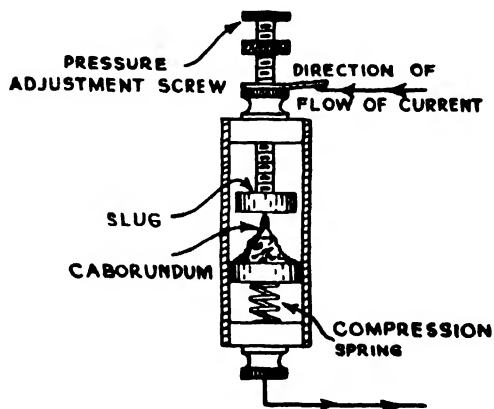 PRESSURE
ADJUSTMENT SCREW
DIRECTION OF
FLOW OF CURRENT
SLUG
CABORUNDUM
COMPRESSION
SPRING